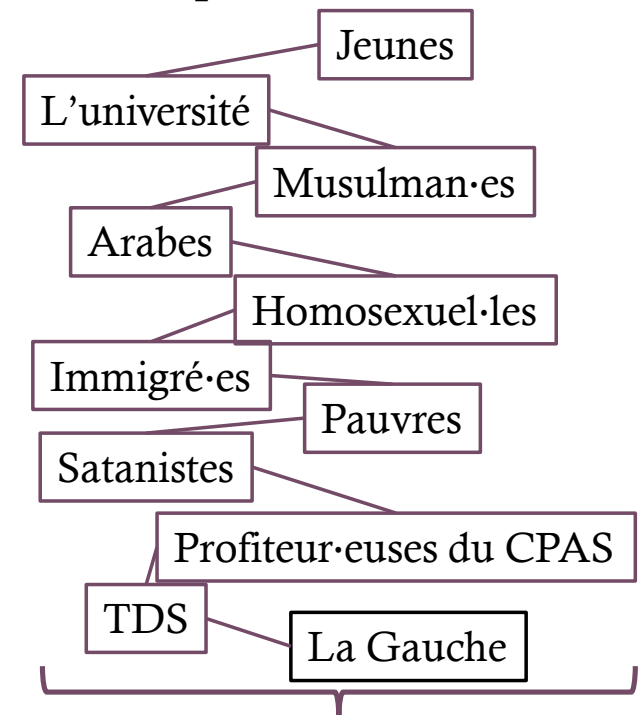 Jeunes
L'université
Musulman·es
Arabes
Homosexuel·les
Immigré·es
Pauvres
Satanistes
Profiteur·euses du CPAS
TDS
La Gauche